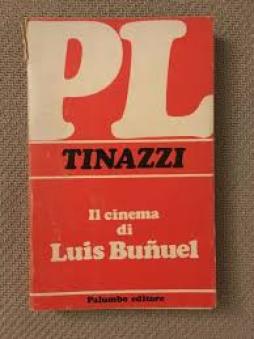 PL
TINAZZI
Il cinema
di
Luis Buñuel
Palumbo editore